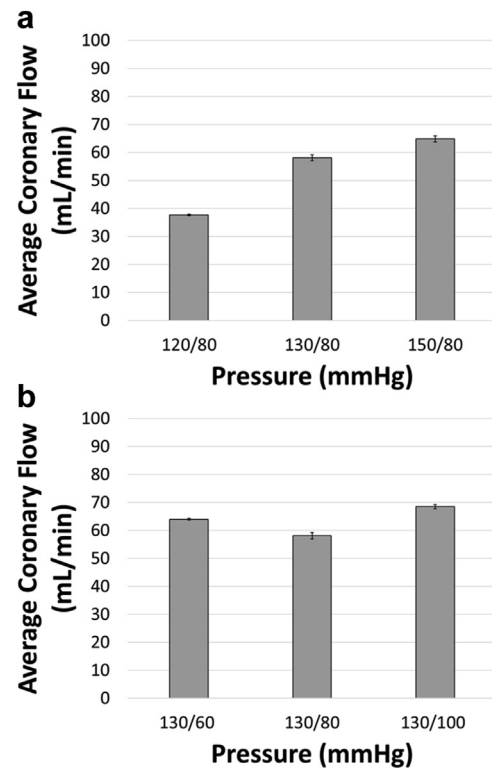 a
Average Coronary Flow
(mL/min)
100
90
80
70
60
50
40
30
20
10
0
120/80 130/80 150/80
Pressure (mmHg)
b
Average Coronary Flow
(mL/min)
100
90
80
70
60
50
40
30
20
10
0
130/60 130/80 130/100
Pressure (mmHg)